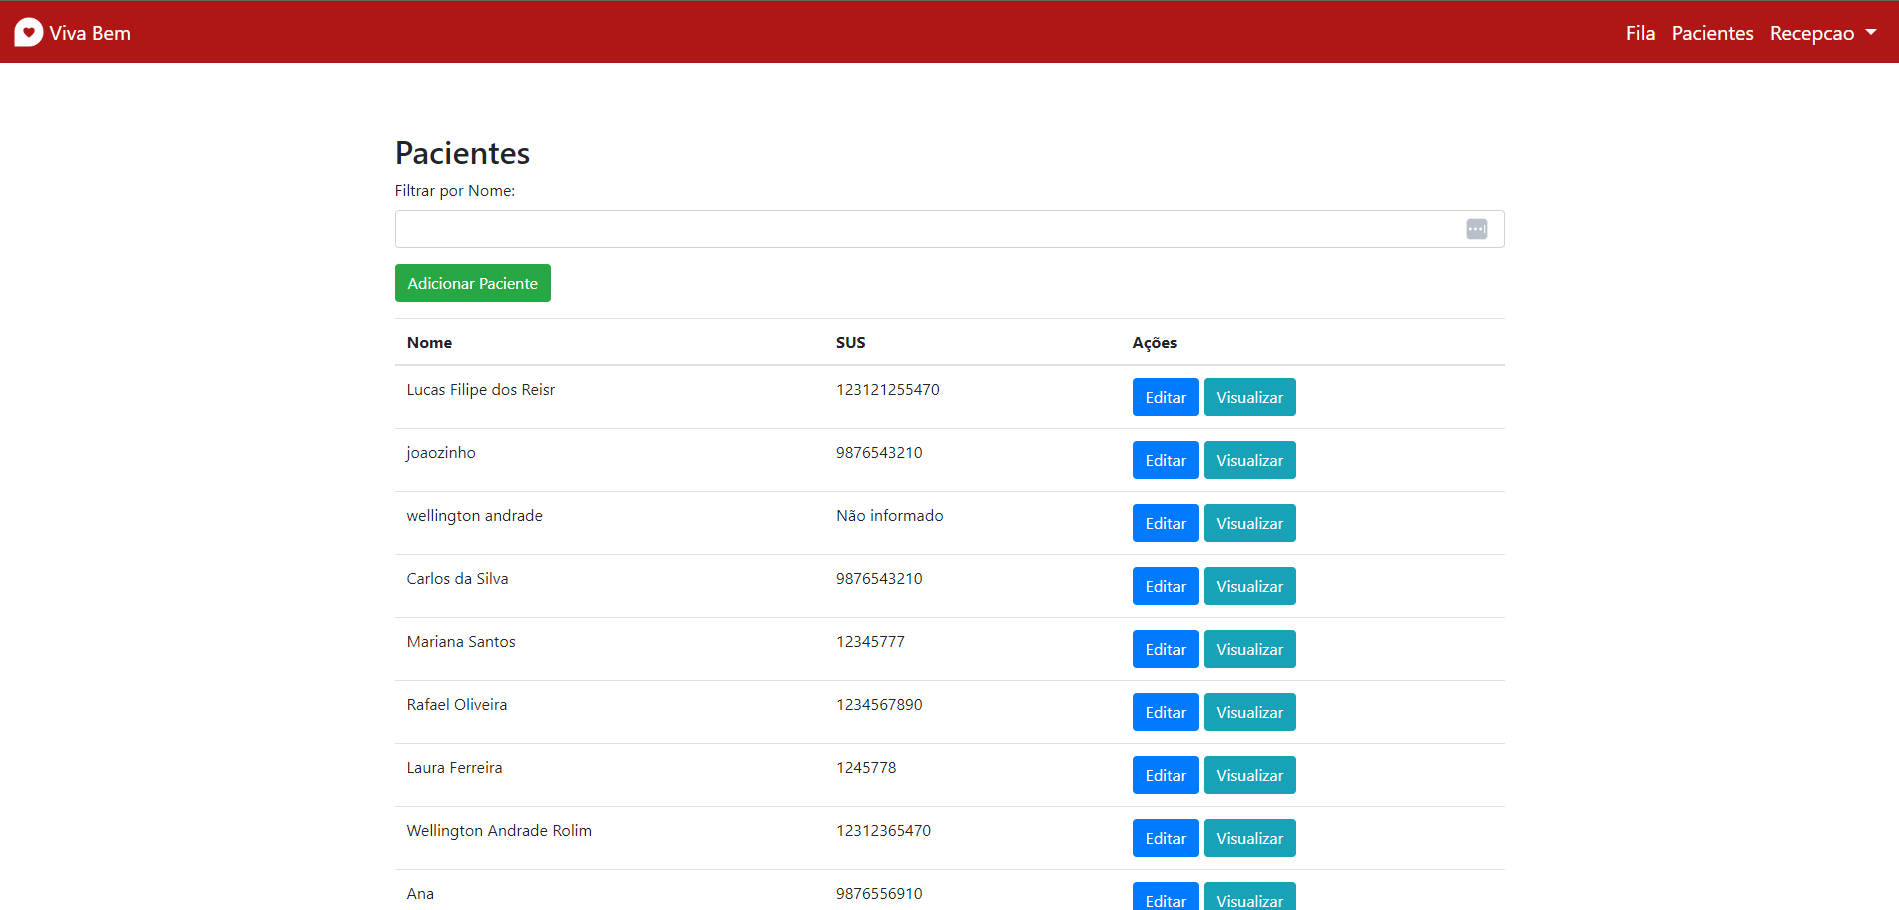 Viva Bem
Fila Pacientes Recepcao
Pacientes
Filtrar por Nome:
Adicionar Paciente
Nome SUS Ações
Lucas Filipe dos Reisr 123121255470 Editar Visualizar
joaozinho 9876543210 Editar Visualizar
wellington andrade Não informado Editar Visualizar
Carlos da Silva 9876543210 Editar Visualizar
Mariana Santos 12345777 Editar Visualizar
Rafael Oliveira 1234567890 Editar Visualizar
Laura Ferreira 1245778 Editar Visualizar
Wellington Andrade Rolim 12312365470 Editar Visualizar
Ana 9876556910 Editar Visualizar